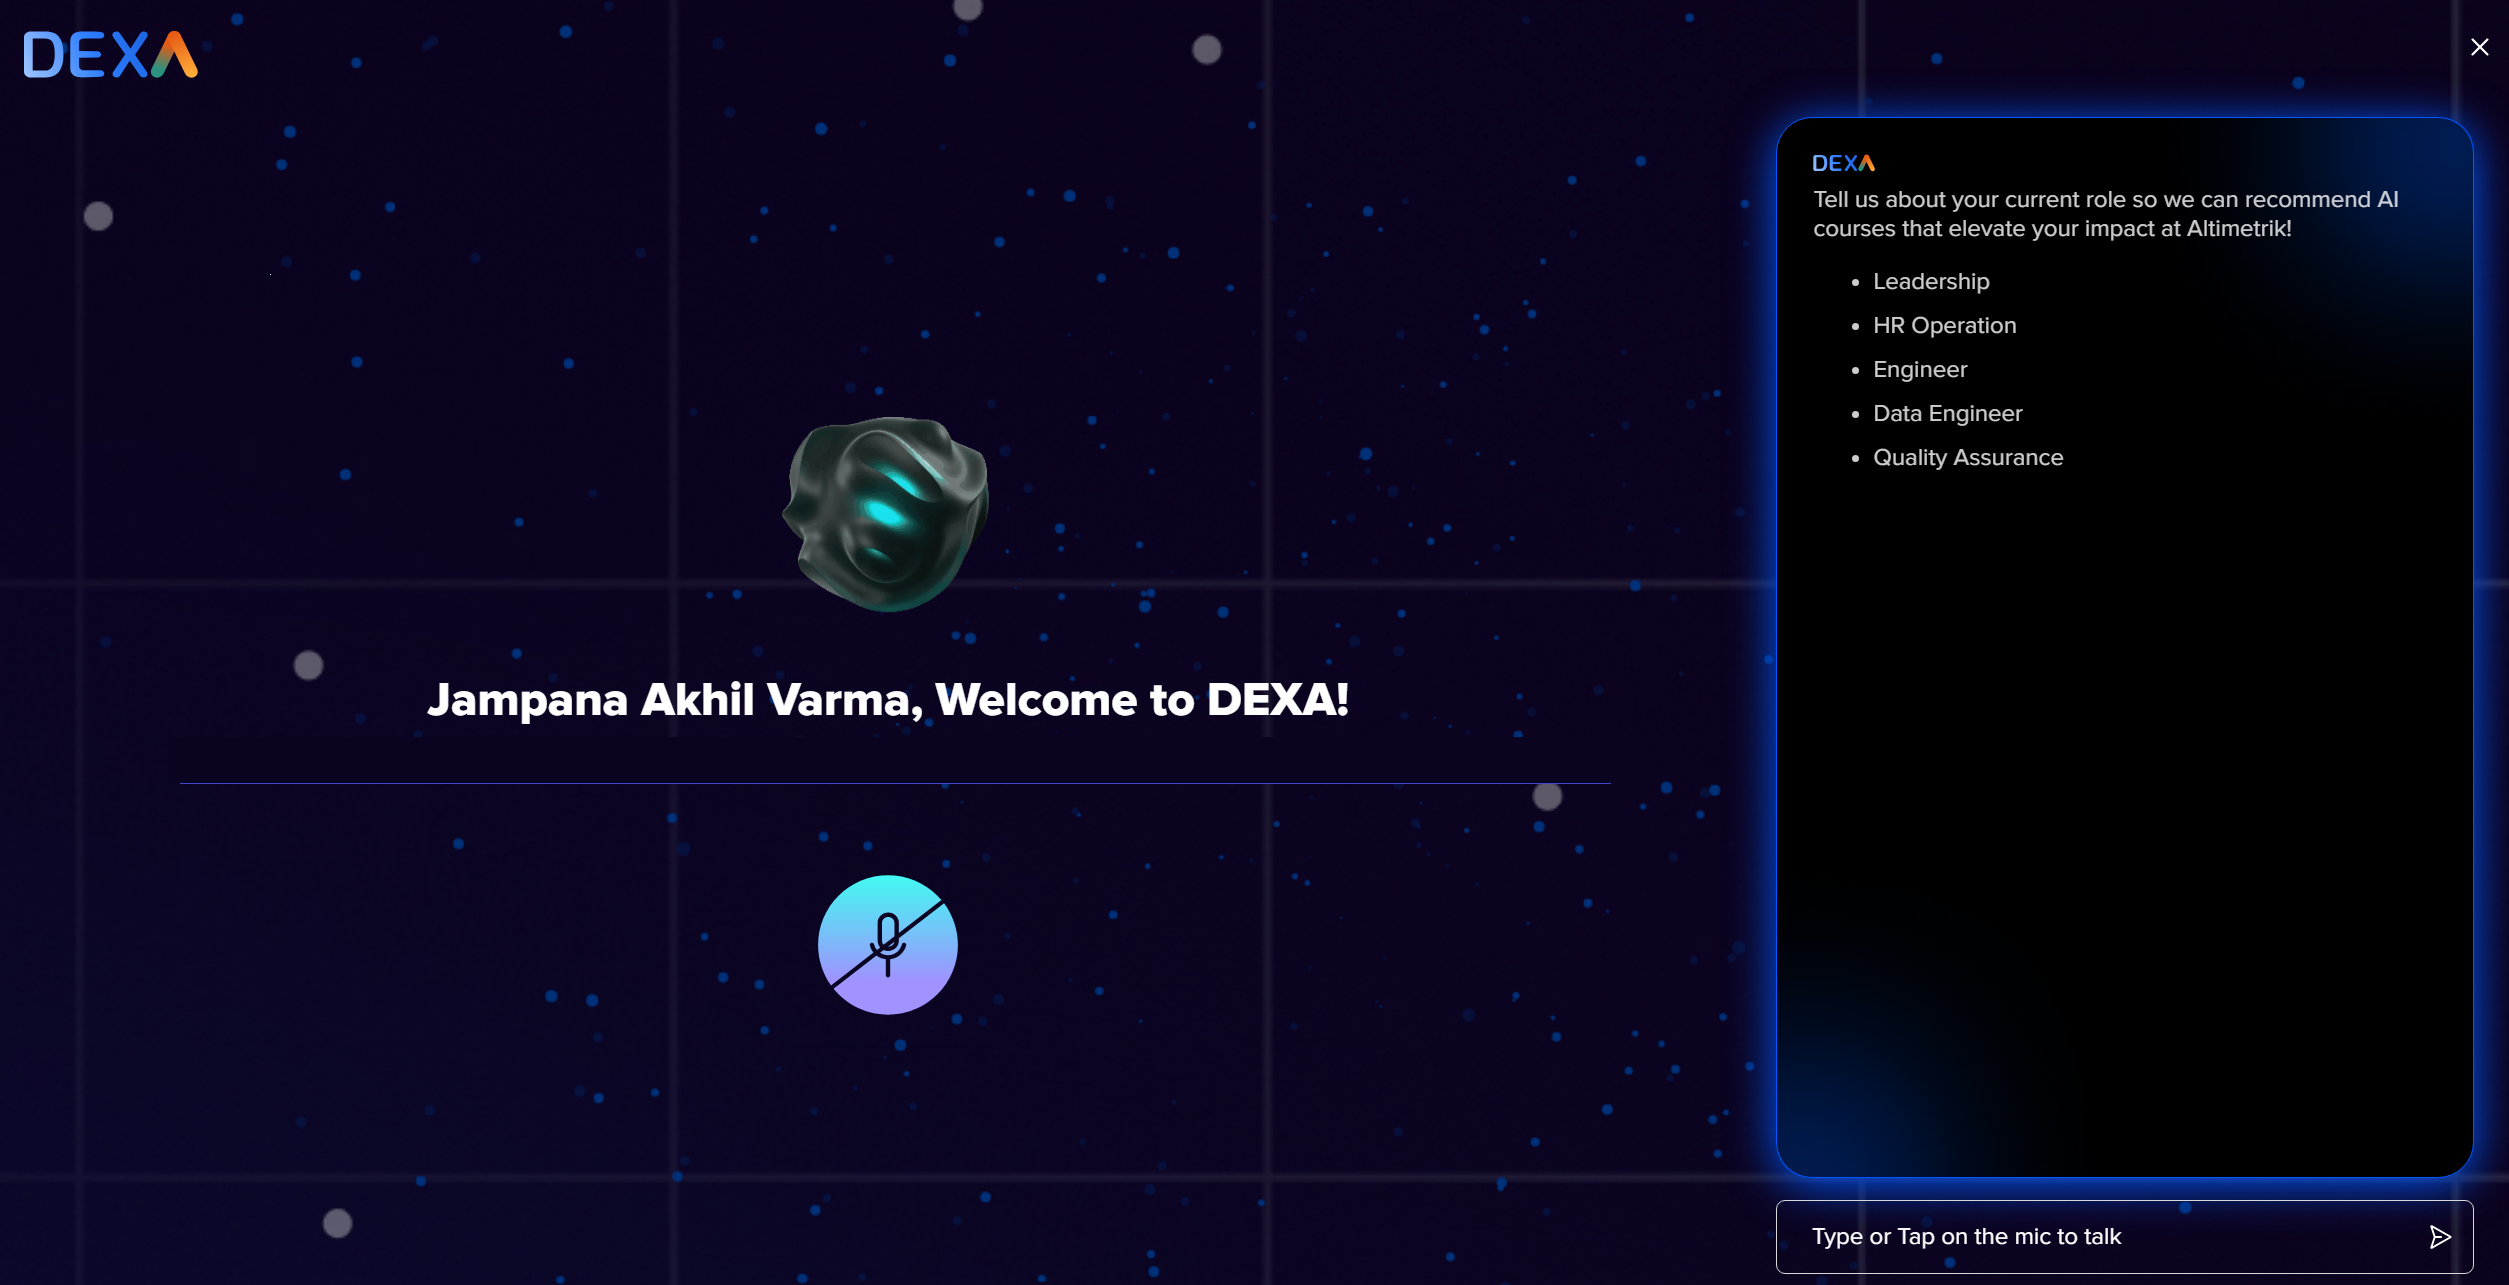 DEXA
DEXA
Tell us about your current role so we can recommend AI
courses that elevate your impact at Altimetrik!
Leadership
HR Operation
Engineer
Data Engineer
Quality Assurance
Jampana Akhil Varma, Welcome to DEXA!
Type or Tap on the mic to talk